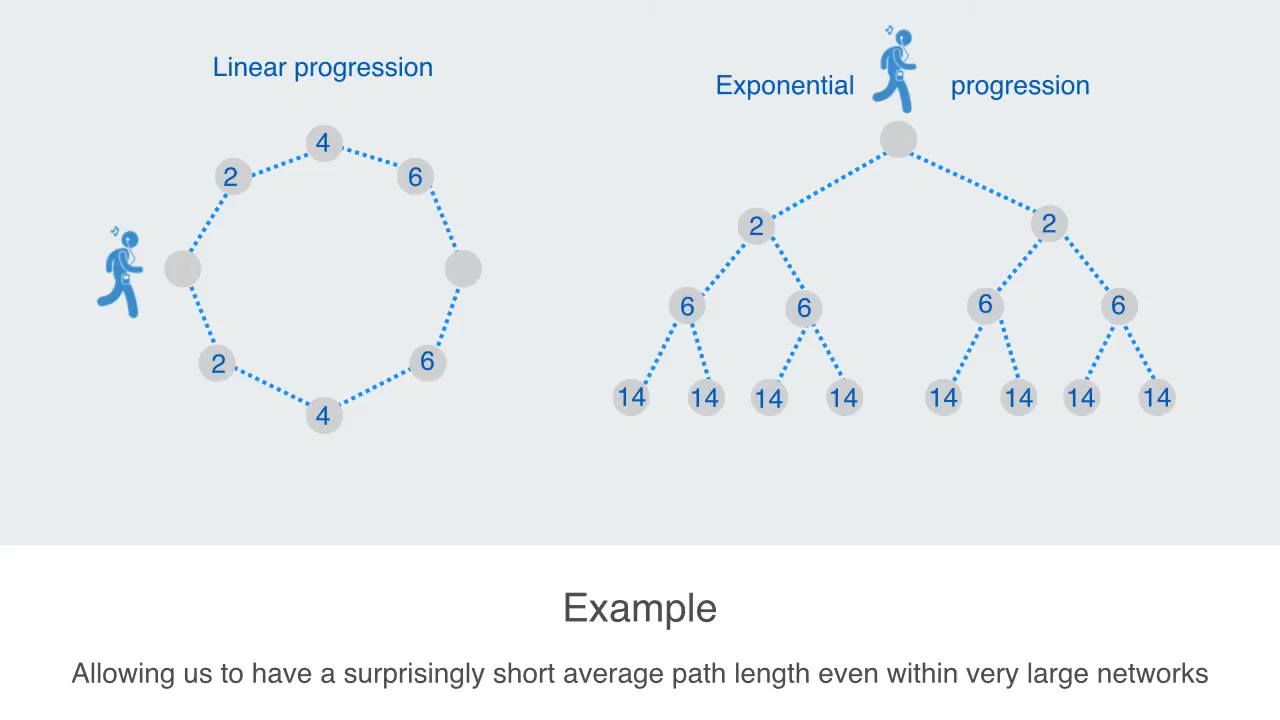 Linear progression
Exponential progression
4
2 6
2 6
4
2 2
6 6 6 6
14 14 14 14 14 14 14 14
Example
Allowing us to have a surprisingly short average path length even within very large networks